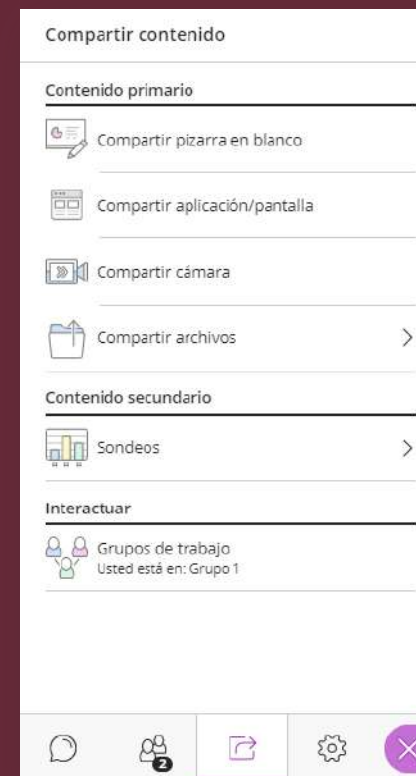 Compartir contenido
Contenido primario
Compartir pizarra en blanco
Compartir aplicación/pantalla
Compartir cámara
Compartir archivos
Contenido secundario
Sondeos
Interactuar
Grupos de trabajo
Usted está en: Grupo 1
2